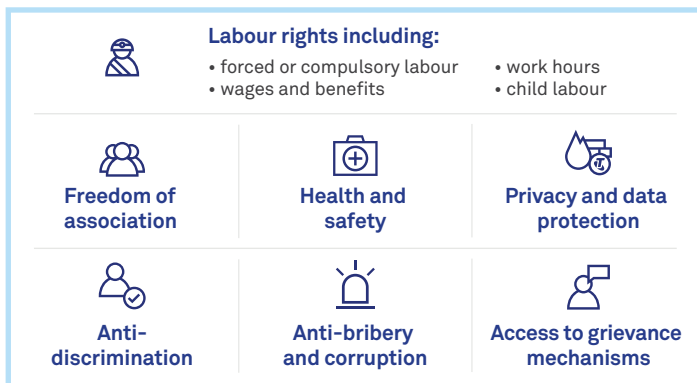 Labour rights including:
• forced or compulsory labour
• wages and benefits
• work hours
• child labour
Freedom of
association
Health and
safety
Privacy and data
protection
Anti-
discrimination
Anti-bribery
and corruption
Access to grievance
mechanisms